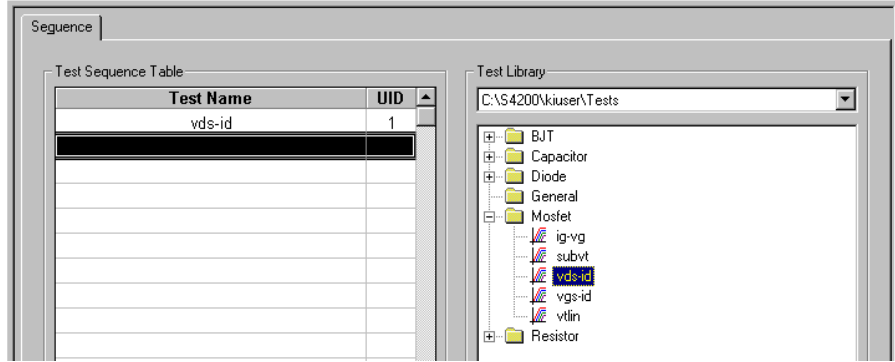 Sequence
Test Sequence Table
Test Name UID
vds-id 1
Test Library
C:\S4200\kiuser\Tests
BJT
Capacitor
Diode
General
Mosfet
ig-vg
subvt
vds-id
vgs-id
vtlin
Resistor